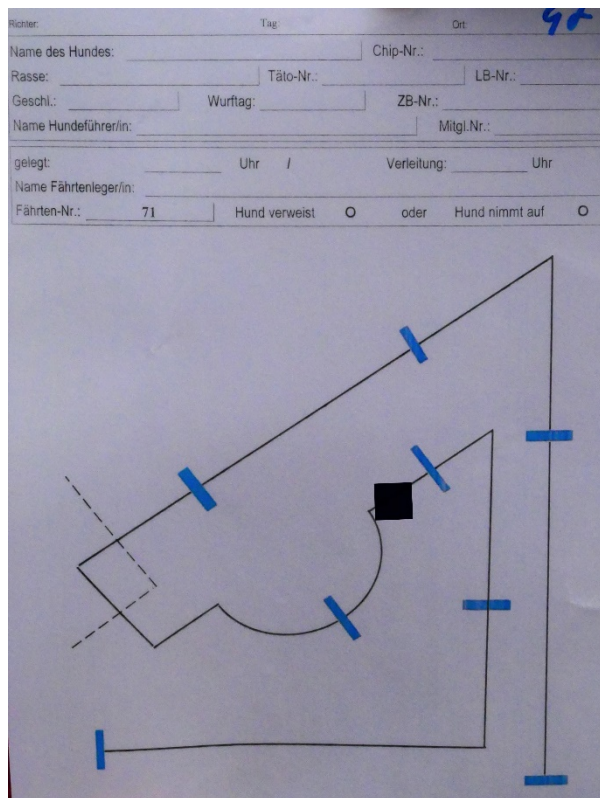 Richter: Tag: Ort: 98
Name des Hundes: Chip-Nr.:
Rasse: Täto-Nr.: LB-Nr.:
Geschl.: Wurftag: ZB-Nr.:
Name Hundeführer/in: Mitgl.Nr.:
gelegt: Uhr / Verleitung: Uhr
Name Fährtenleger/in:
Fährten-Nr.: 71 Hund verweist O oder Hund nimmt auf O